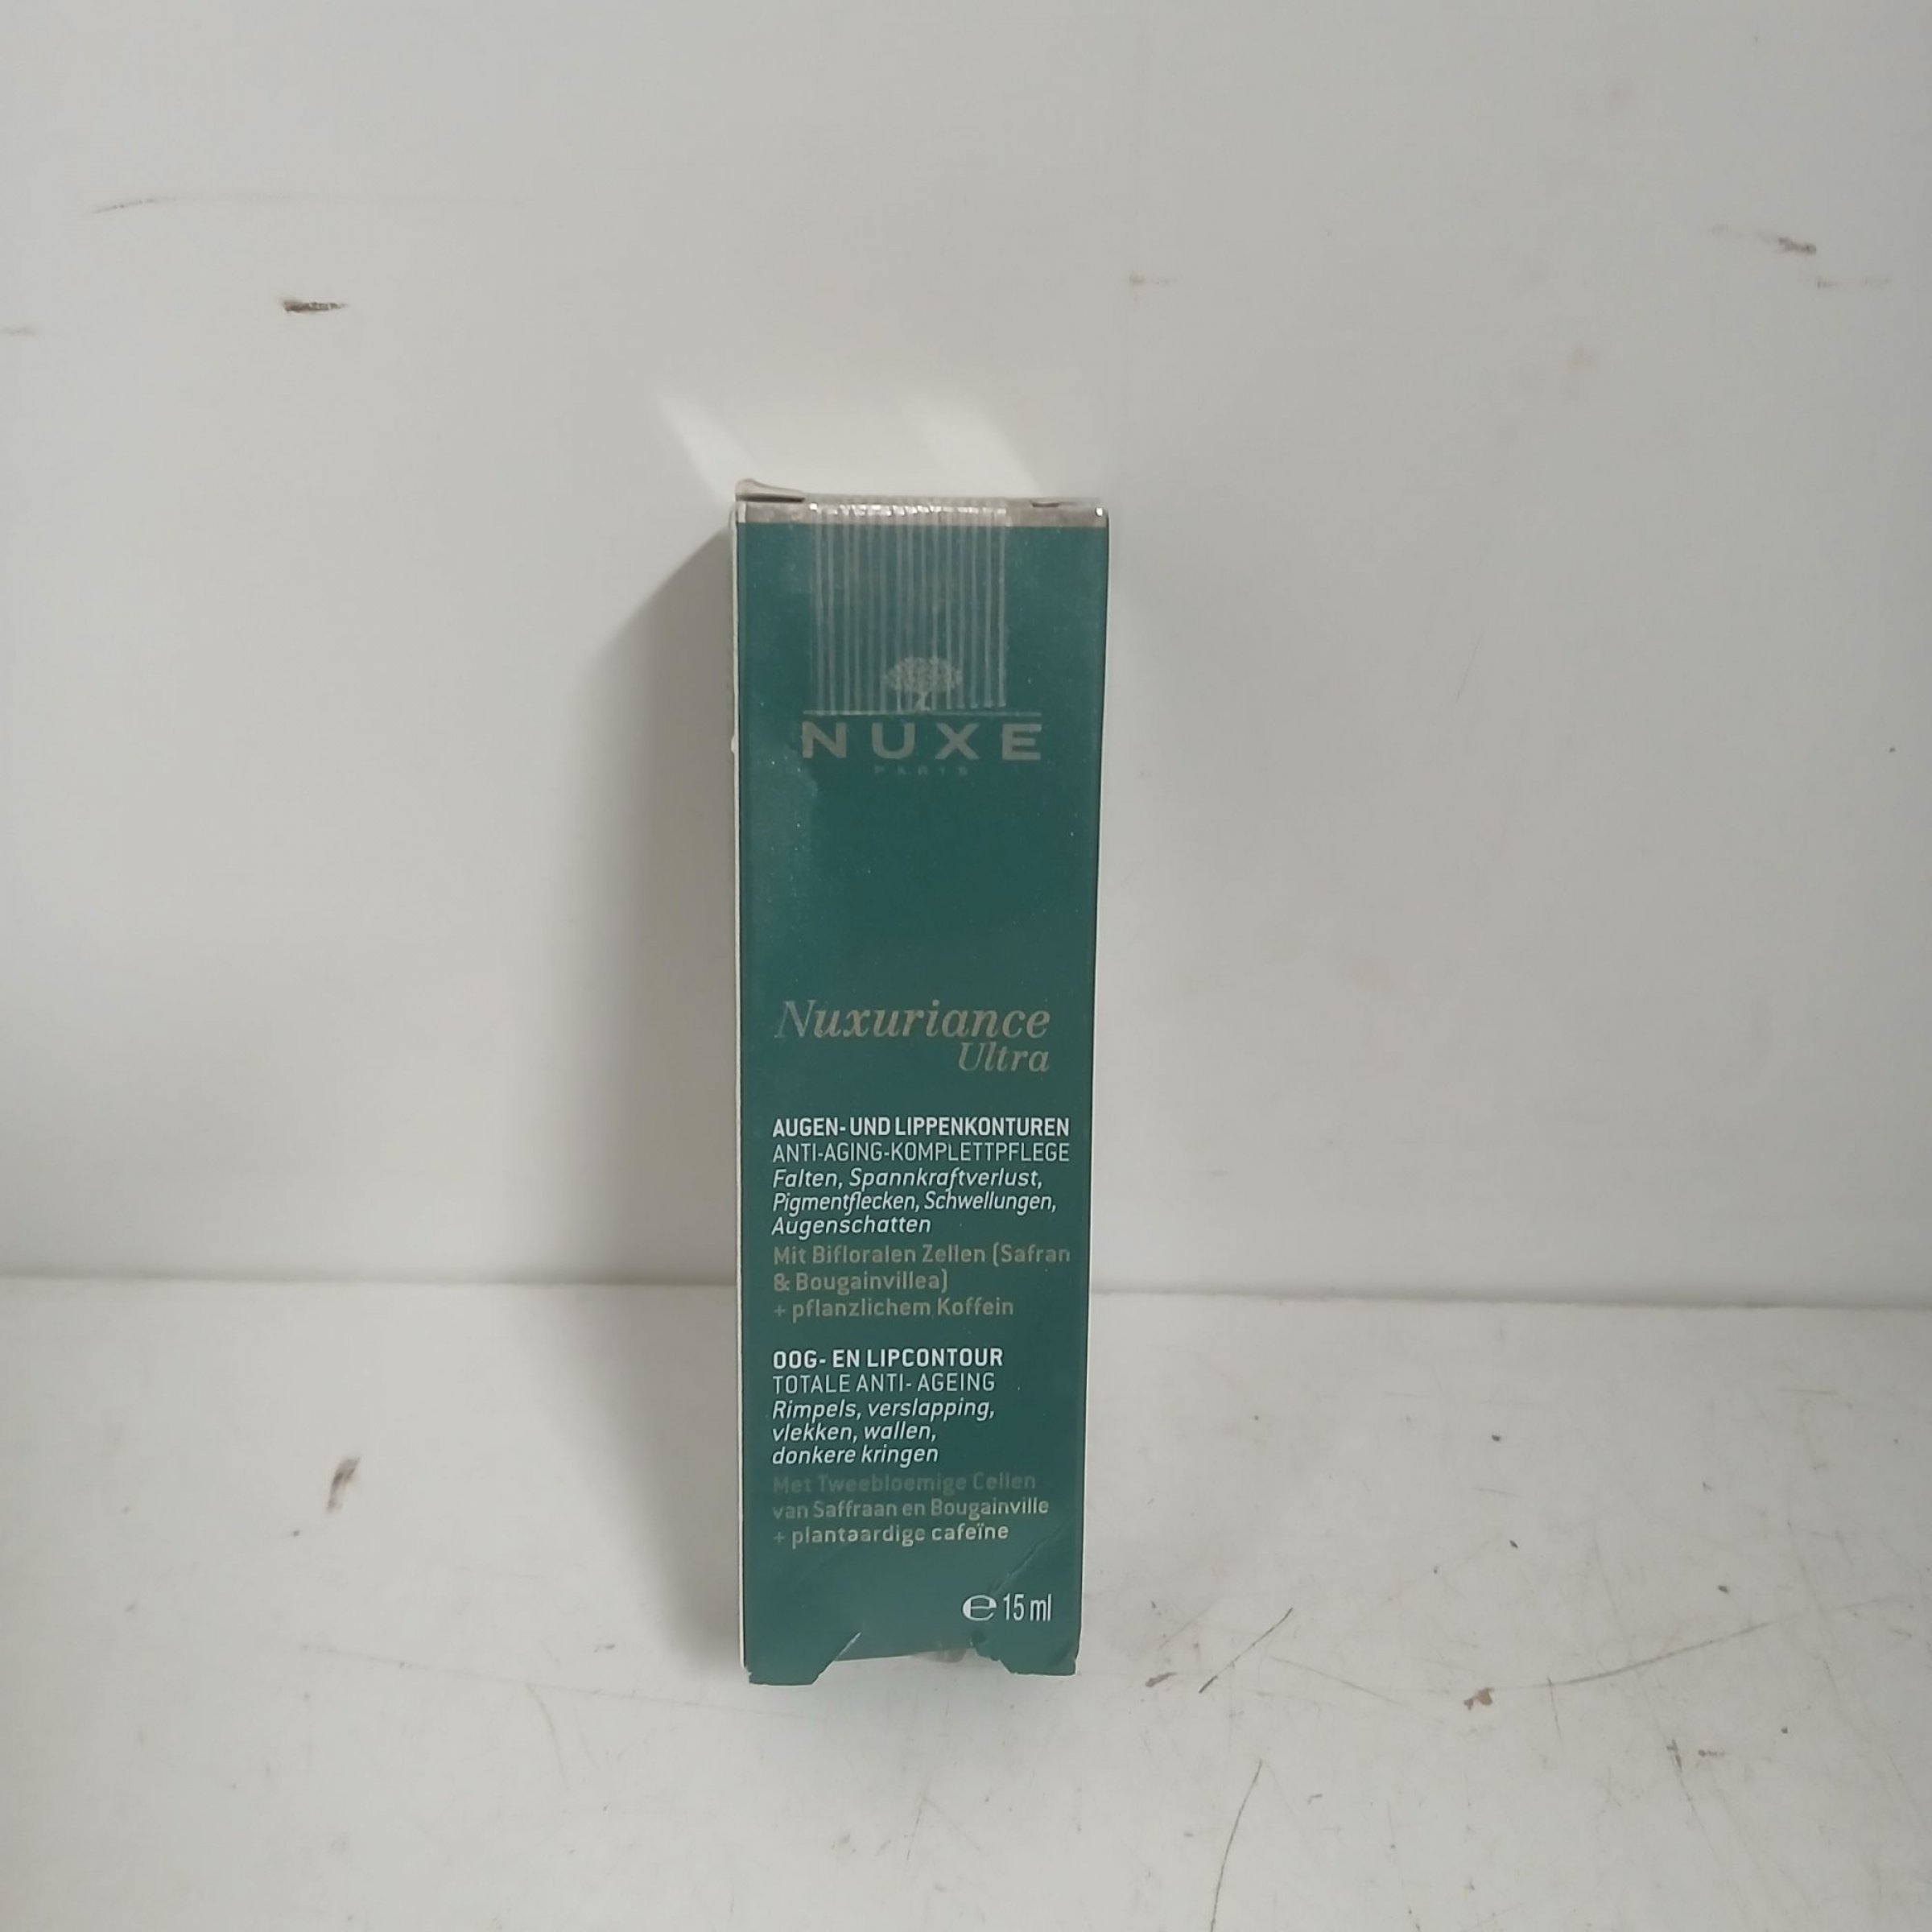 NUXE
PARIS
Nuxuriance
Ultra
AUGEN- UND LIPPENKONTUREN
ANTI-AGING-KOMPLETTPFLEGE
Falten, Spannkraftverlust,
Pigmentflecken, Schwellungen,
Augenschatten
Mit Bifloralen Zellen (Safran
& Bougainvillea)
+ pflanzlichem Koffein
OOG- EN LIPCONTOUR
TOTALE ANTI- AGEING
Rimpels, verslapping,
vlekken, wallen,
donkere kringen
Met Tweebloemige Cellen
van Saffraan en Bougainville
+ plantaardige cafeïne
℮ 15 ml